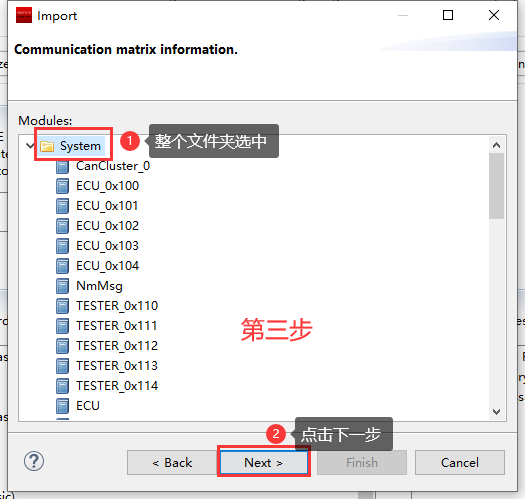 Import
Communication matrix information.
Modules:
System
1 整个文件夹选中
CanCluster_0
ECU_0x100
ECU_0x101
ECU_0x102
ECU_0x103
ECU_0x104
NmMsg
TESTER_0x110
TESTER_0x111
第三步
TESTER_0x112
TESTER_0x113
TESTER_0x114
ECU
2 点击下一步
?
< Back
Next >
Finish
Cancel